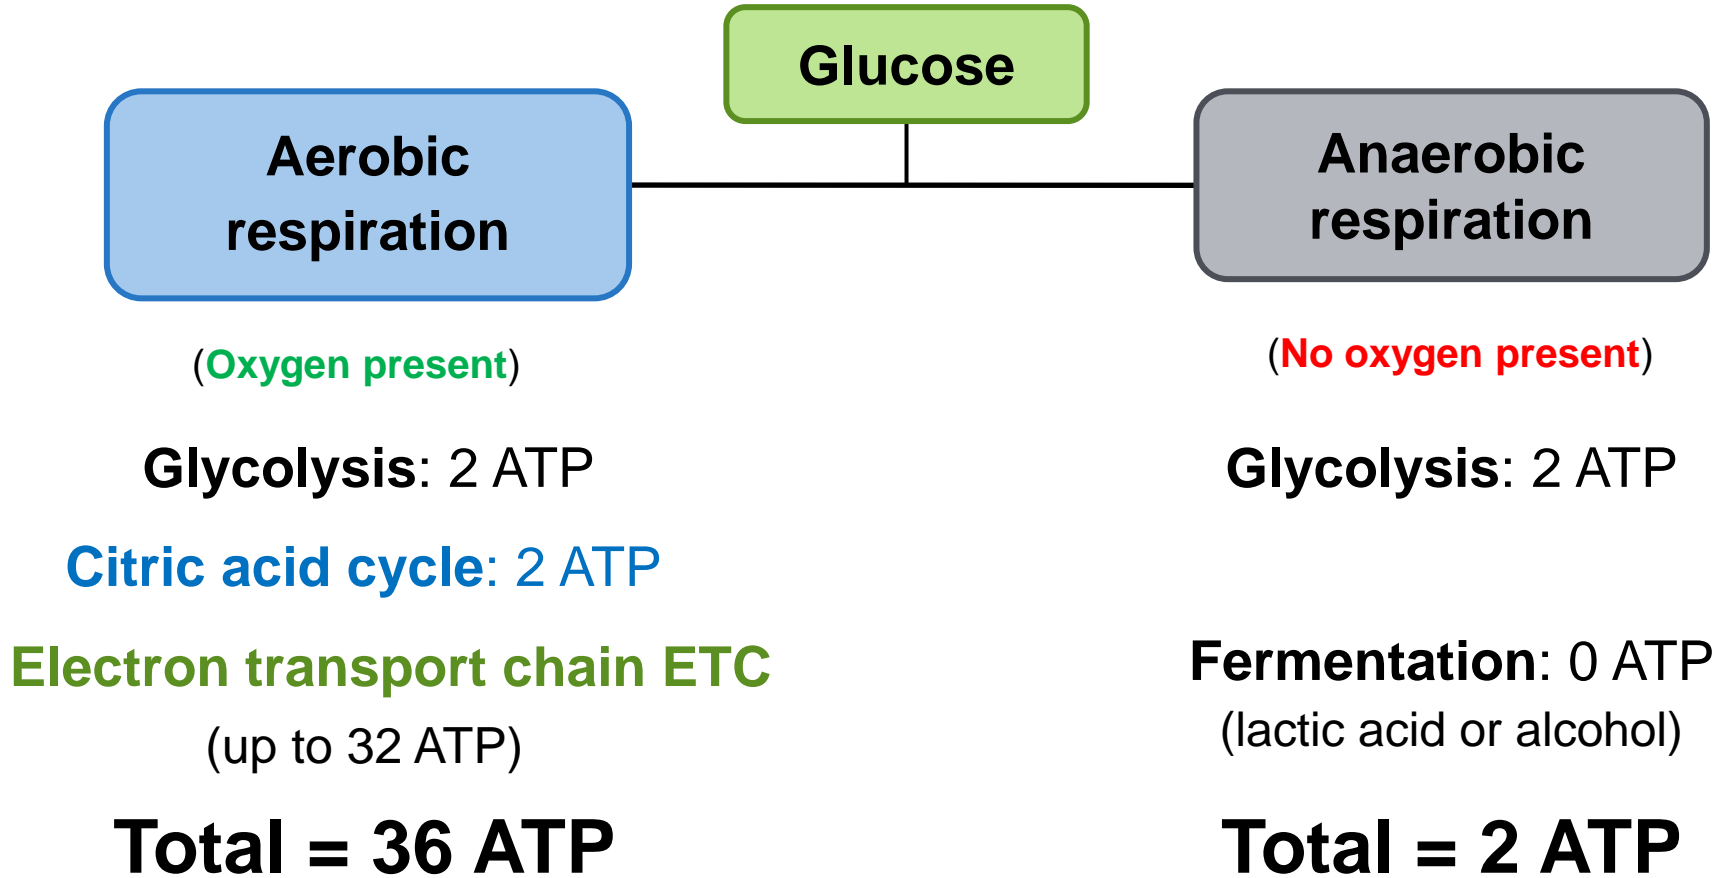 Glucose
Aerobic
respiration
(Oxygen present)
Glycolysis: 2 ATP
Citric acid cycle: 2 ATP
Electron transport chain ETC
(up to 32 ATP)
Total = 36 ATP
Anaerobic
respiration
(No oxygen present)
Glycolysis: 2 ATP
Fermentation: 0 ATP
(lactic acid or alcohol)
Total = 2 ATP